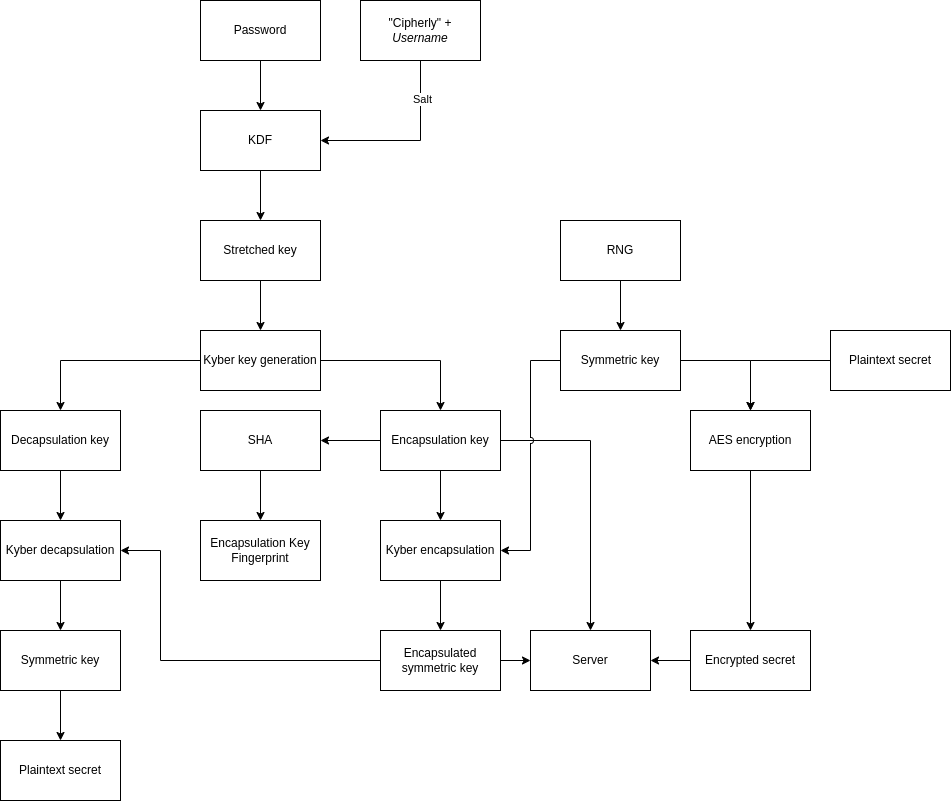 Password
"Cipherly" +
Username
Salt
KDF
Stretched key
RNG
Kyber key generation
Symmetric key
Plaintext secret
Decapsulation key
SHA
Encapsulation key
AES encryption
Kyber decapsulation
Encapsulation Key
Fingerprint
Kyber encapsulation
Symmetric key
Encapsulated
symmetric key
Server
Encrypted secret
Plaintext secret